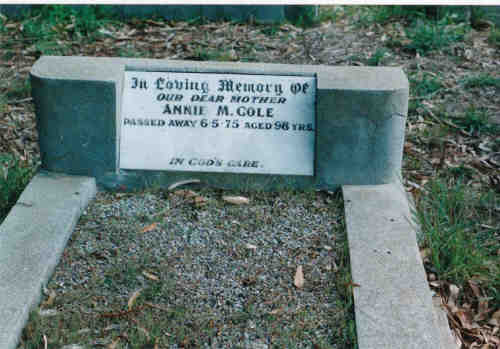 In Loving Memory Of
OUR DEAR MOTHER
ANNIE M. COLE
PASSED AWAY 6·5·75 AGED 96 YRS.
IN GOD'S CARE.